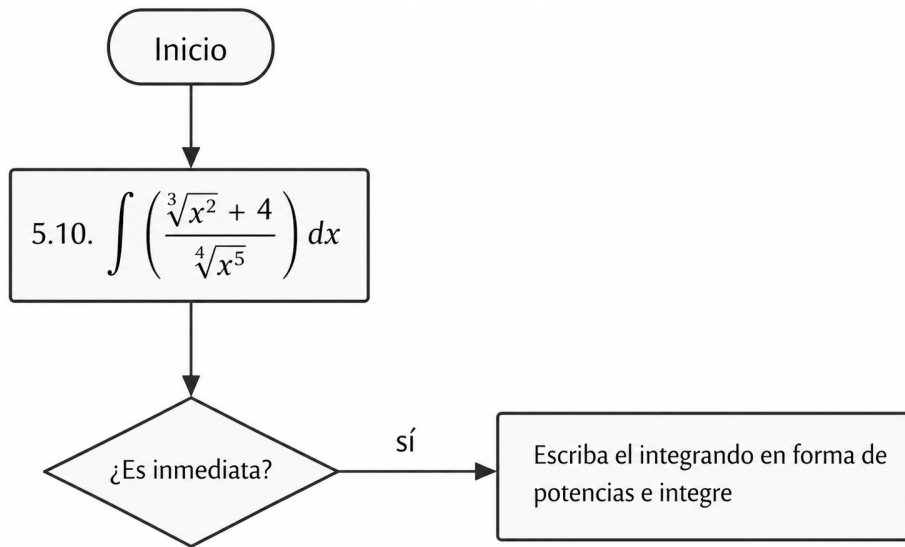 Inicio
5.10. ∫ ( (∛x² + 4) / ∜x⁵ ) dx
¿Es inmediata?
sí
Escriba el integrando en forma de
potencias e integre